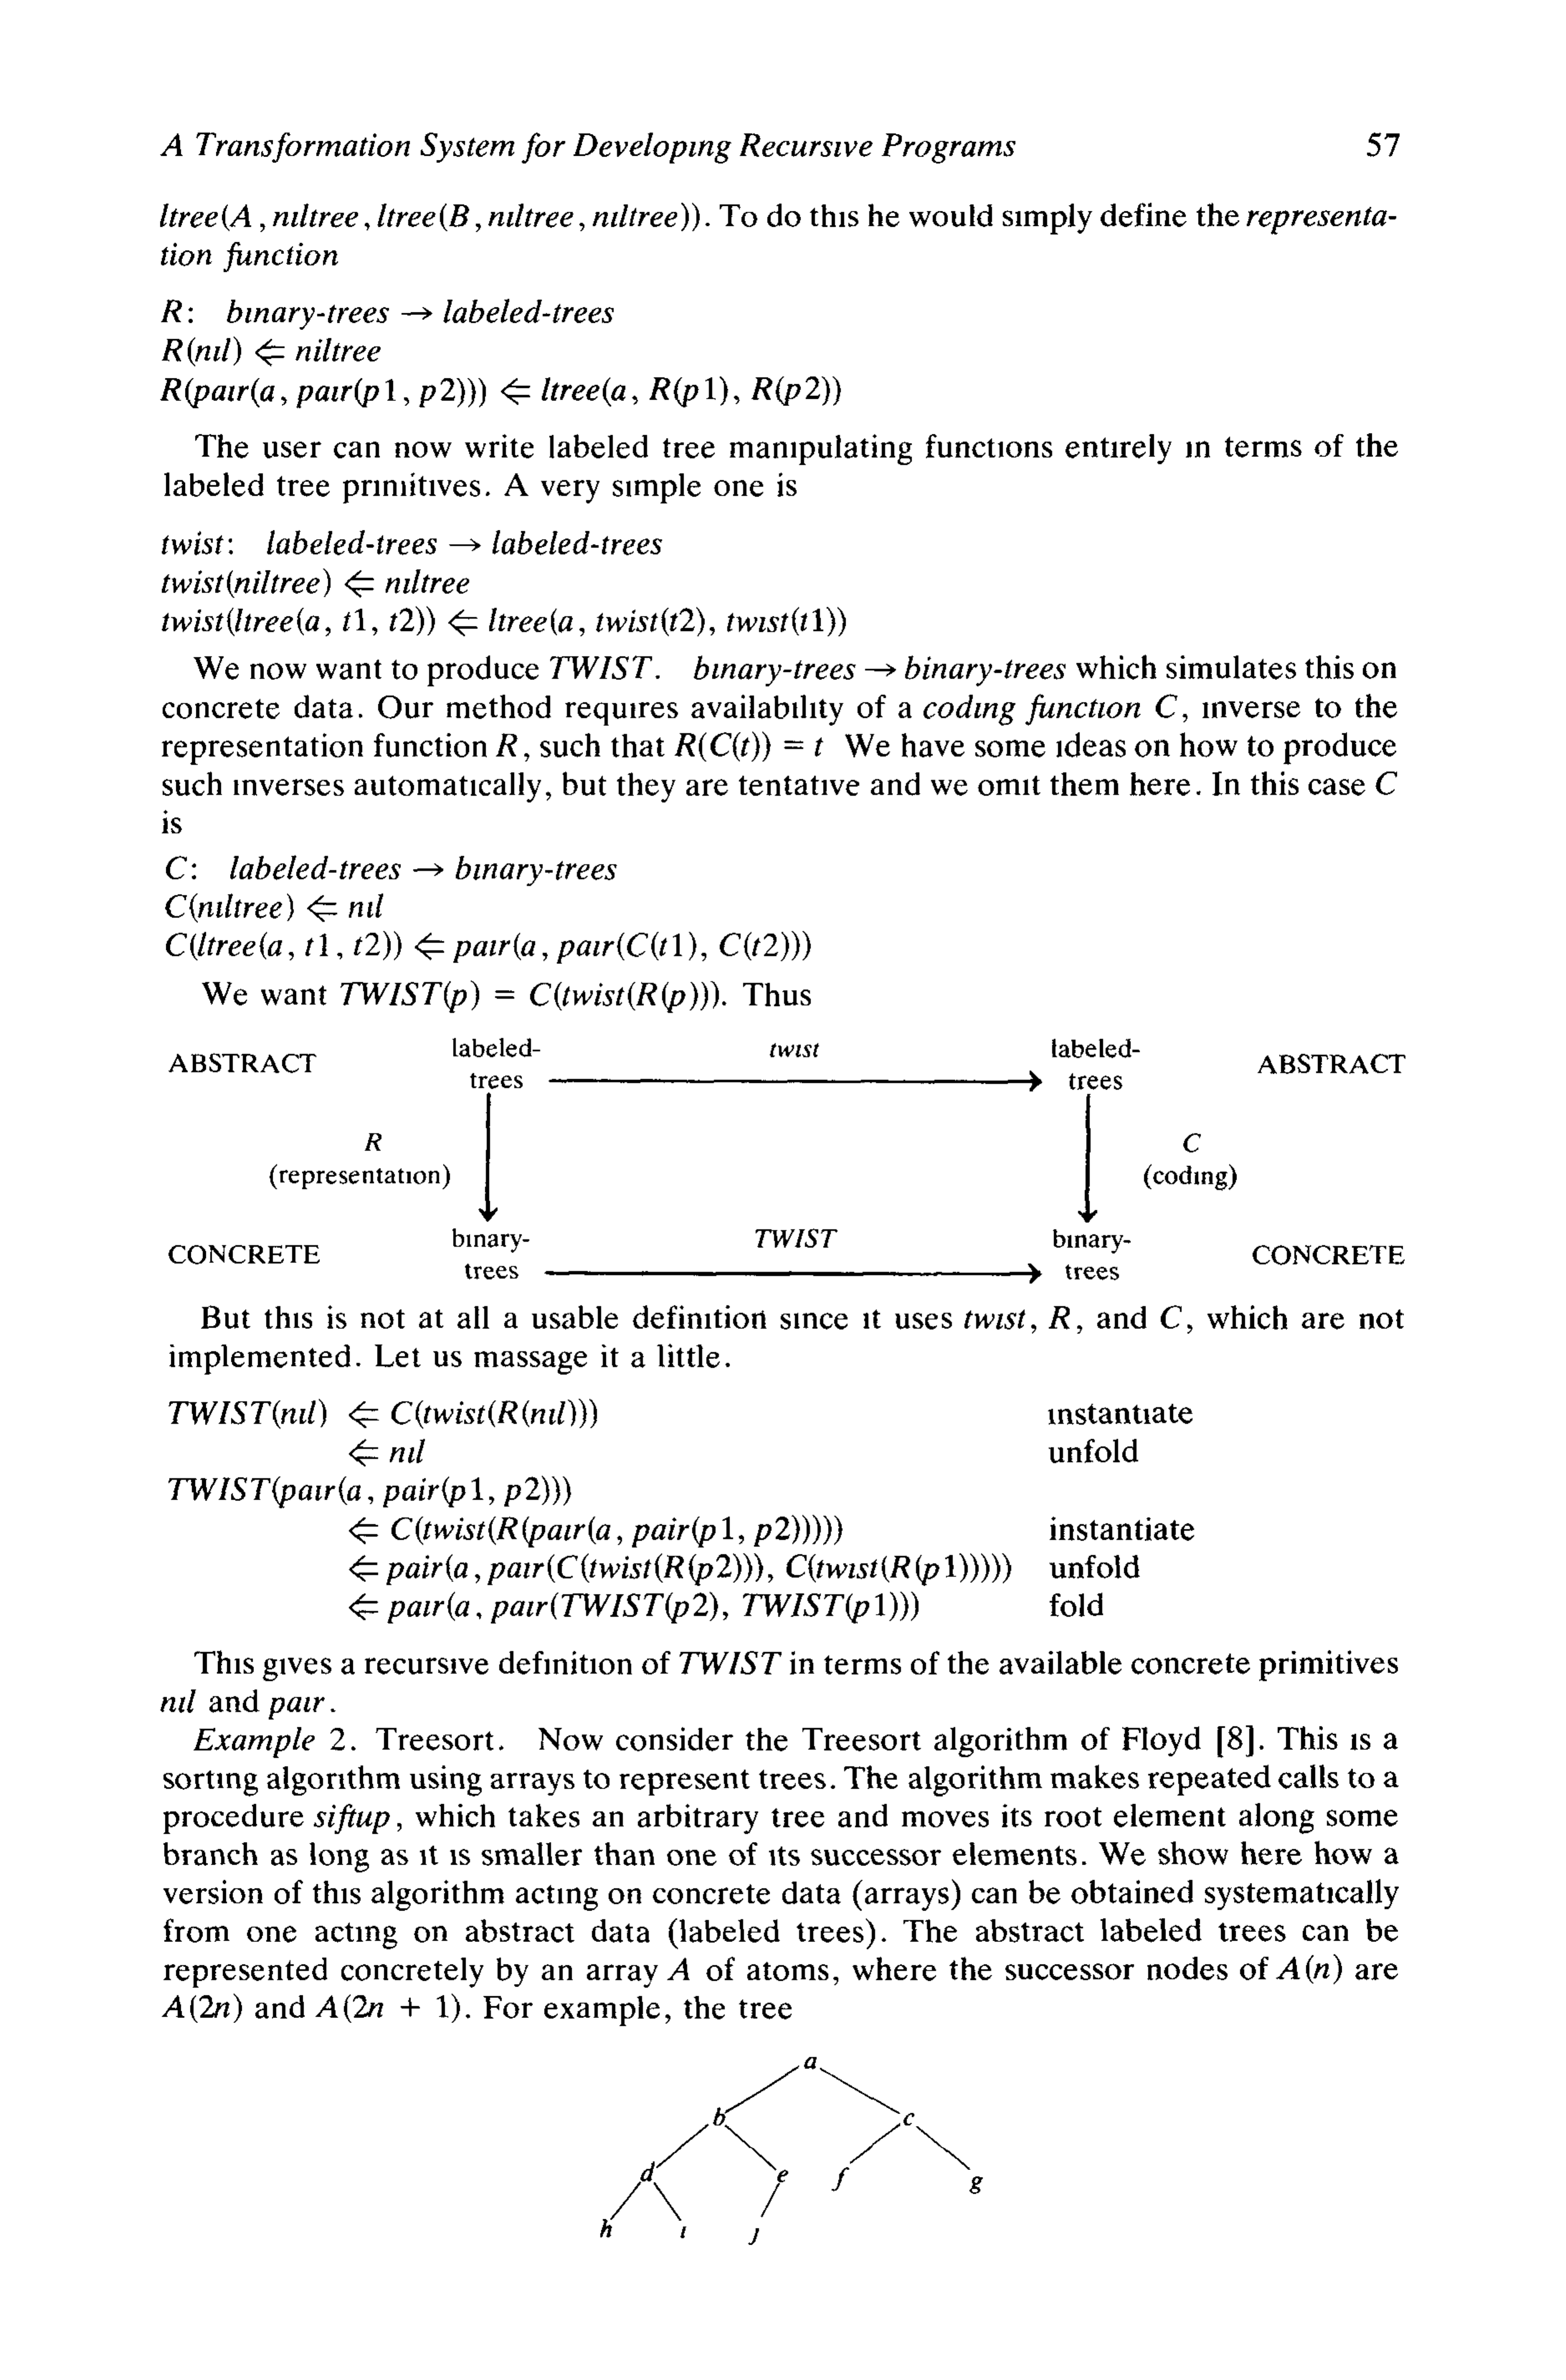 A Transformation System for Developing Recursive Programs 57
ltree(A, niltree, ltree(B, niltree, niltree)). To do this he would simply define the representa-
tion function
R: binary-trees → labeled-trees
R(nil) ⇐ niltree
R(pair(a, pair(p1, p2))) ⇐ ltree(a, R(p1), R(p2))
The user can now write labeled tree manipulating functions entirely in terms of the
labeled tree primitives. A very simple one is
twist: labeled-trees → labeled-trees
twist(niltree) ⇐ niltree
twist(ltree(a, t1, t2)) ⇐ ltree(a, twist(t2), twist(t1))
We now want to produce TWIST. binary-trees → binary-trees which simulates this on
concrete data. Our method requires availability of a coding function C, inverse to the
representation function R, such that R(C(t)) = t We have some ideas on how to produce
such inverses automatically, but they are tentative and we omit them here. In this case C
is
C: labeled-trees → binary-trees
C(niltree) ⇐ nil
C(ltree(a, t1, t2)) ⇐ pair(a, pair(C(t1), C(t2)))
We want TWIST(p) = C(twist(R(p))). Thus
ABSTRACT labeled- twist labeled- ABSTRACT
trees trees
R C
(representation) (coding)
CONCRETE binary- TWIST binary- CONCRETE
trees trees
But this is not at all a usable definition since it uses twist, R, and C, which are not
implemented. Let us massage it a little.
TWIST(nil) ⇐ C(twist(R(nil))) instantiate
⇐ nil unfold
TWIST(pair(a, pair(p1, p2)))
⇐ C(twist(R(pair(a, pair(p1, p2))))) instantiate
⇐ pair(a, pair(C(twist(R(p2))), C(twist(R(p1))))) unfold
⇐ pair(a, pair(TWIST(p2), TWIST(p1))) fold
This gives a recursive definition of TWIST in terms of the available concrete primitives
nil and pair.
Example 2. Treesort. Now consider the Treesort algorithm of Floyd [8]. This is a
sorting algorithm using arrays to represent trees. The algorithm makes repeated calls to a
procedure siftup, which takes an arbitrary tree and moves its root element along some
branch as long as it is smaller than one of its successor elements. We show here how a
version of this algorithm acting on concrete data (arrays) can be obtained systematically
from one acting on abstract data (labeled trees). The abstract labeled trees can be
represented concretely by an array A of atoms, where the successor nodes of A(n) are
A(2n) and A(2n + 1). For example, the tree
a
b c
d e f g
h i j